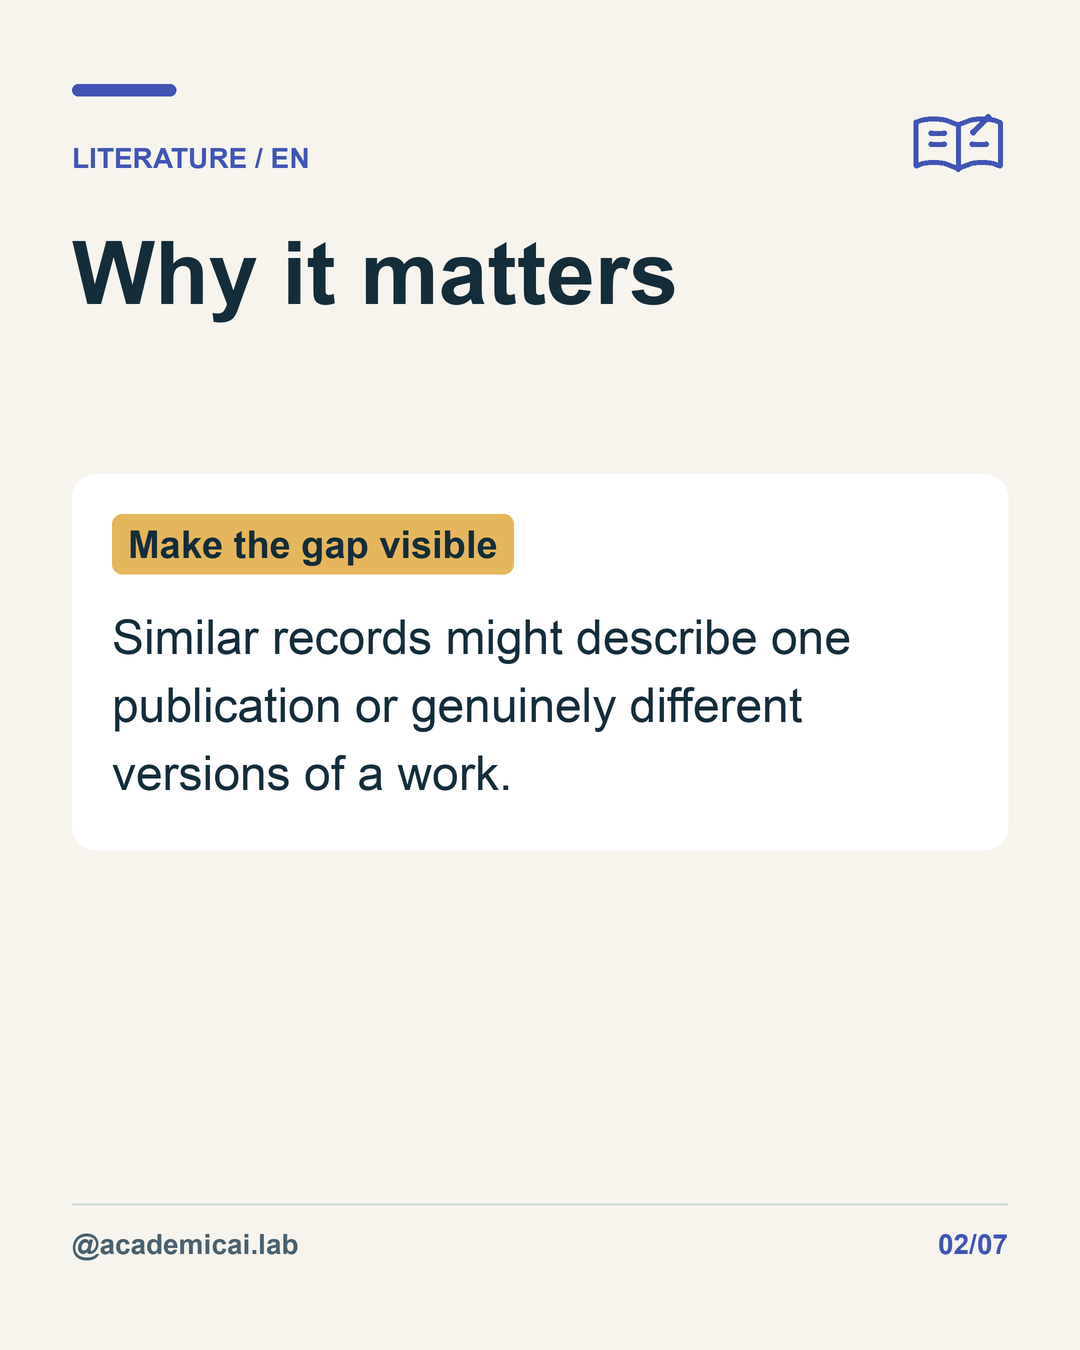 LITERATURE / EN
Why it matters
Make the gap visible
Similar records might describe one
publication or genuinely different
versions of a work.
@academicai.lab
02/07